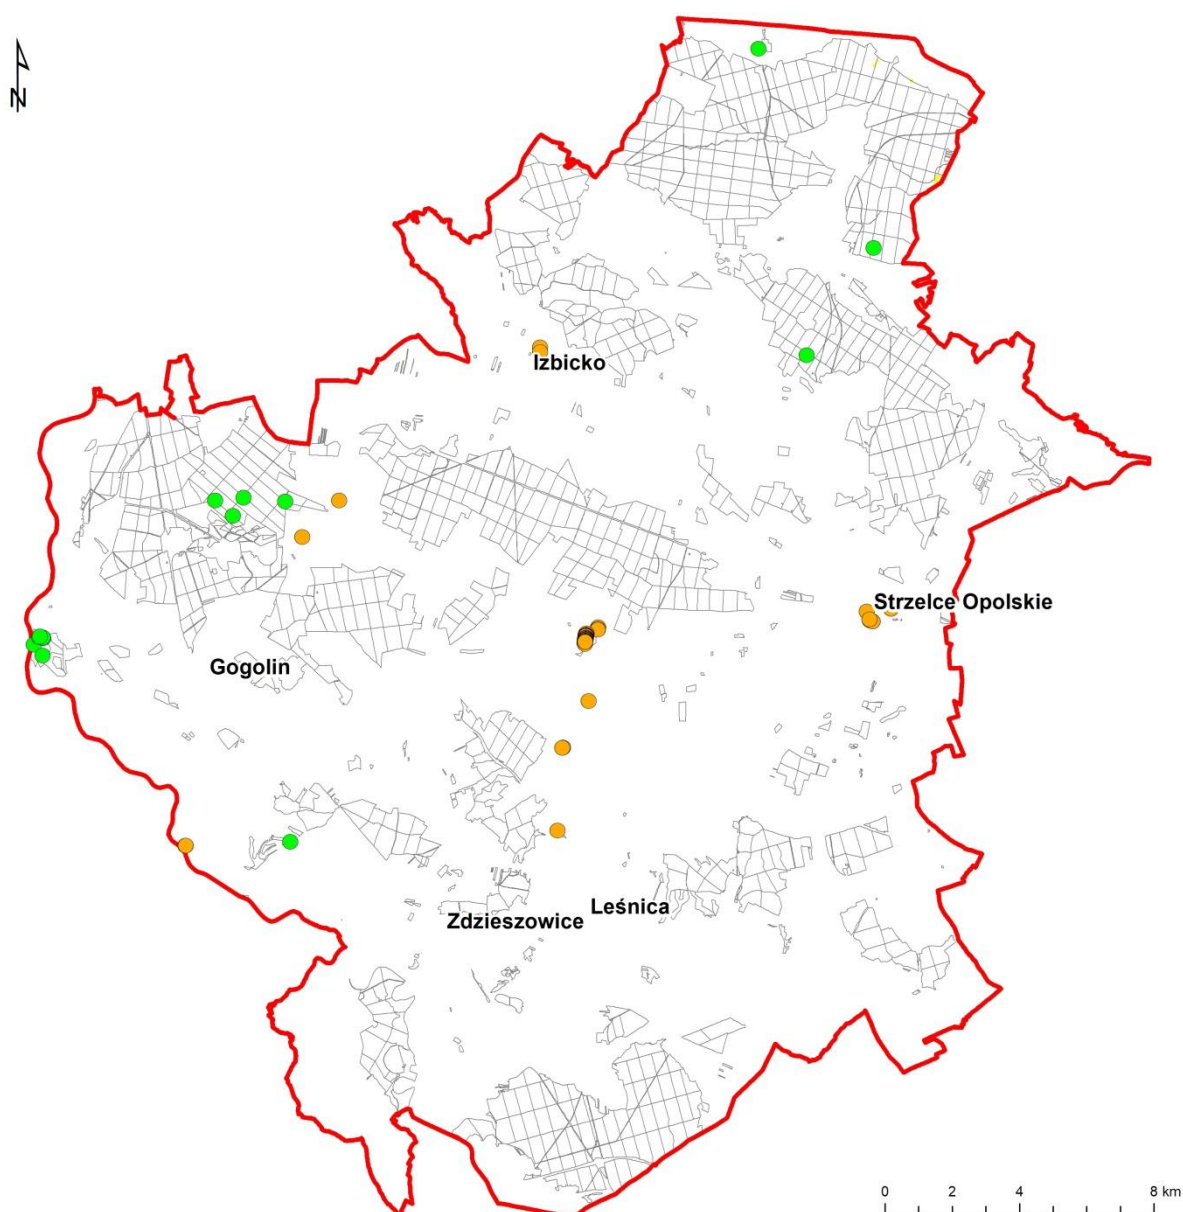 N
Izbicko
Strzelce Opolskie
Gogolin
Leśnica
Zdzieszowice
0 2 4 8 km